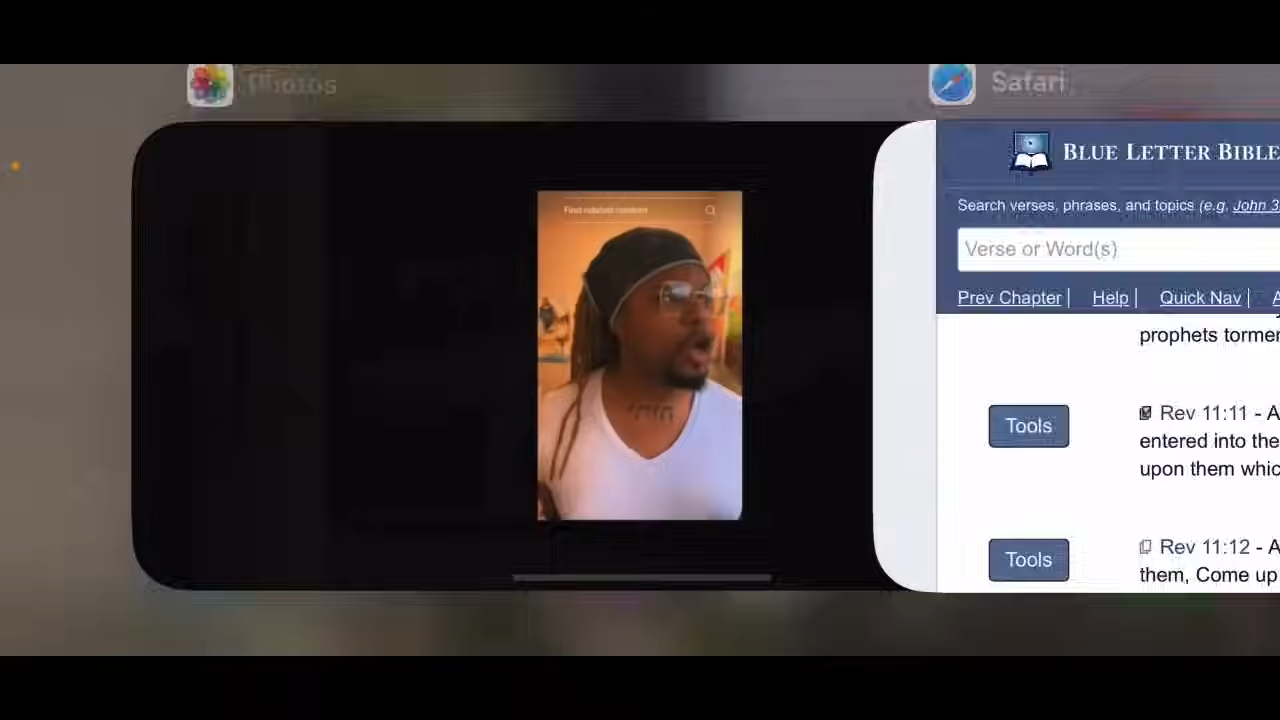 Photos
Safari
BLUE LETTER BIBLE
Search verses, phrases, and topics (e.g. John 3
Verse or Word(s)
Prev Chapter | Help | Quick Nav | A
prophets tormen
Tools
Rev 11:11 - A
entered into the
upon them whic
Tools
Rev 11:12 - A
them, Come up
Find related content